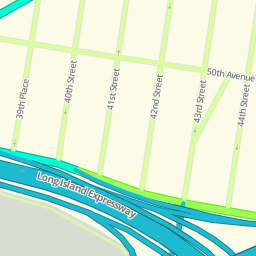 50th Avenue
39th Place
40th Street
41st Street
42nd Street
43rd Street
44th Street
Long Island Expressway